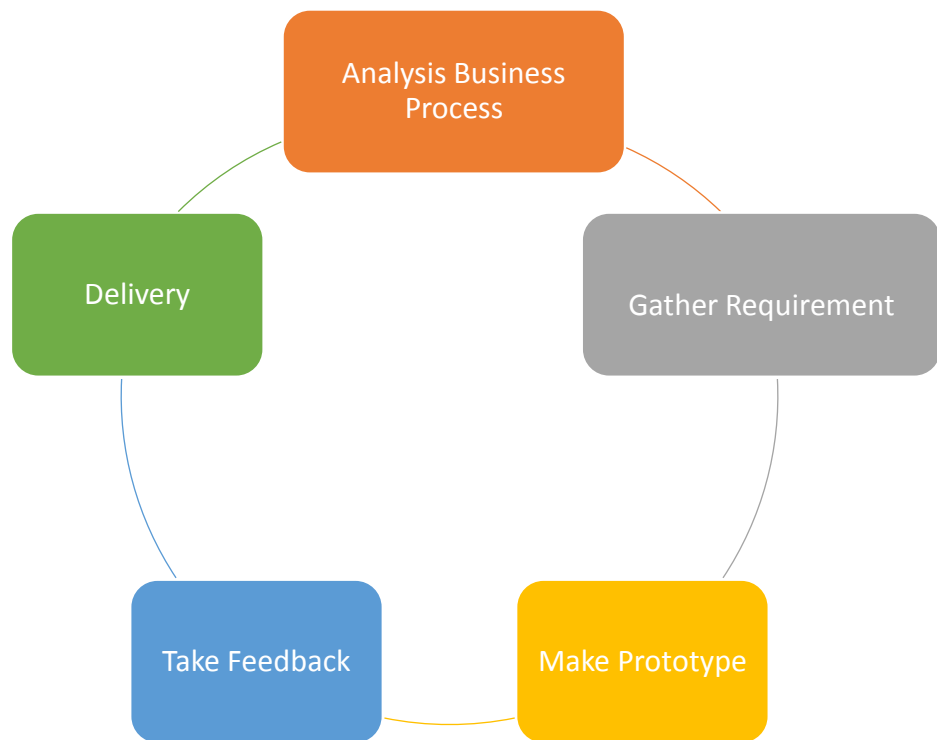 Analysis Business
Process
Gather Requirement
Make Prototype
Take Feedback
Delivery